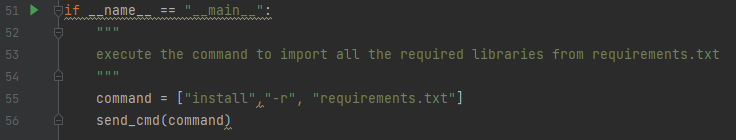 51 if __name__ == "__main__":
52 """
53 execute the command to import all the required libraries from requirements.txt
54 """
55 command = ["install","-r", "requirements.txt"]
56 send_cmd(command)